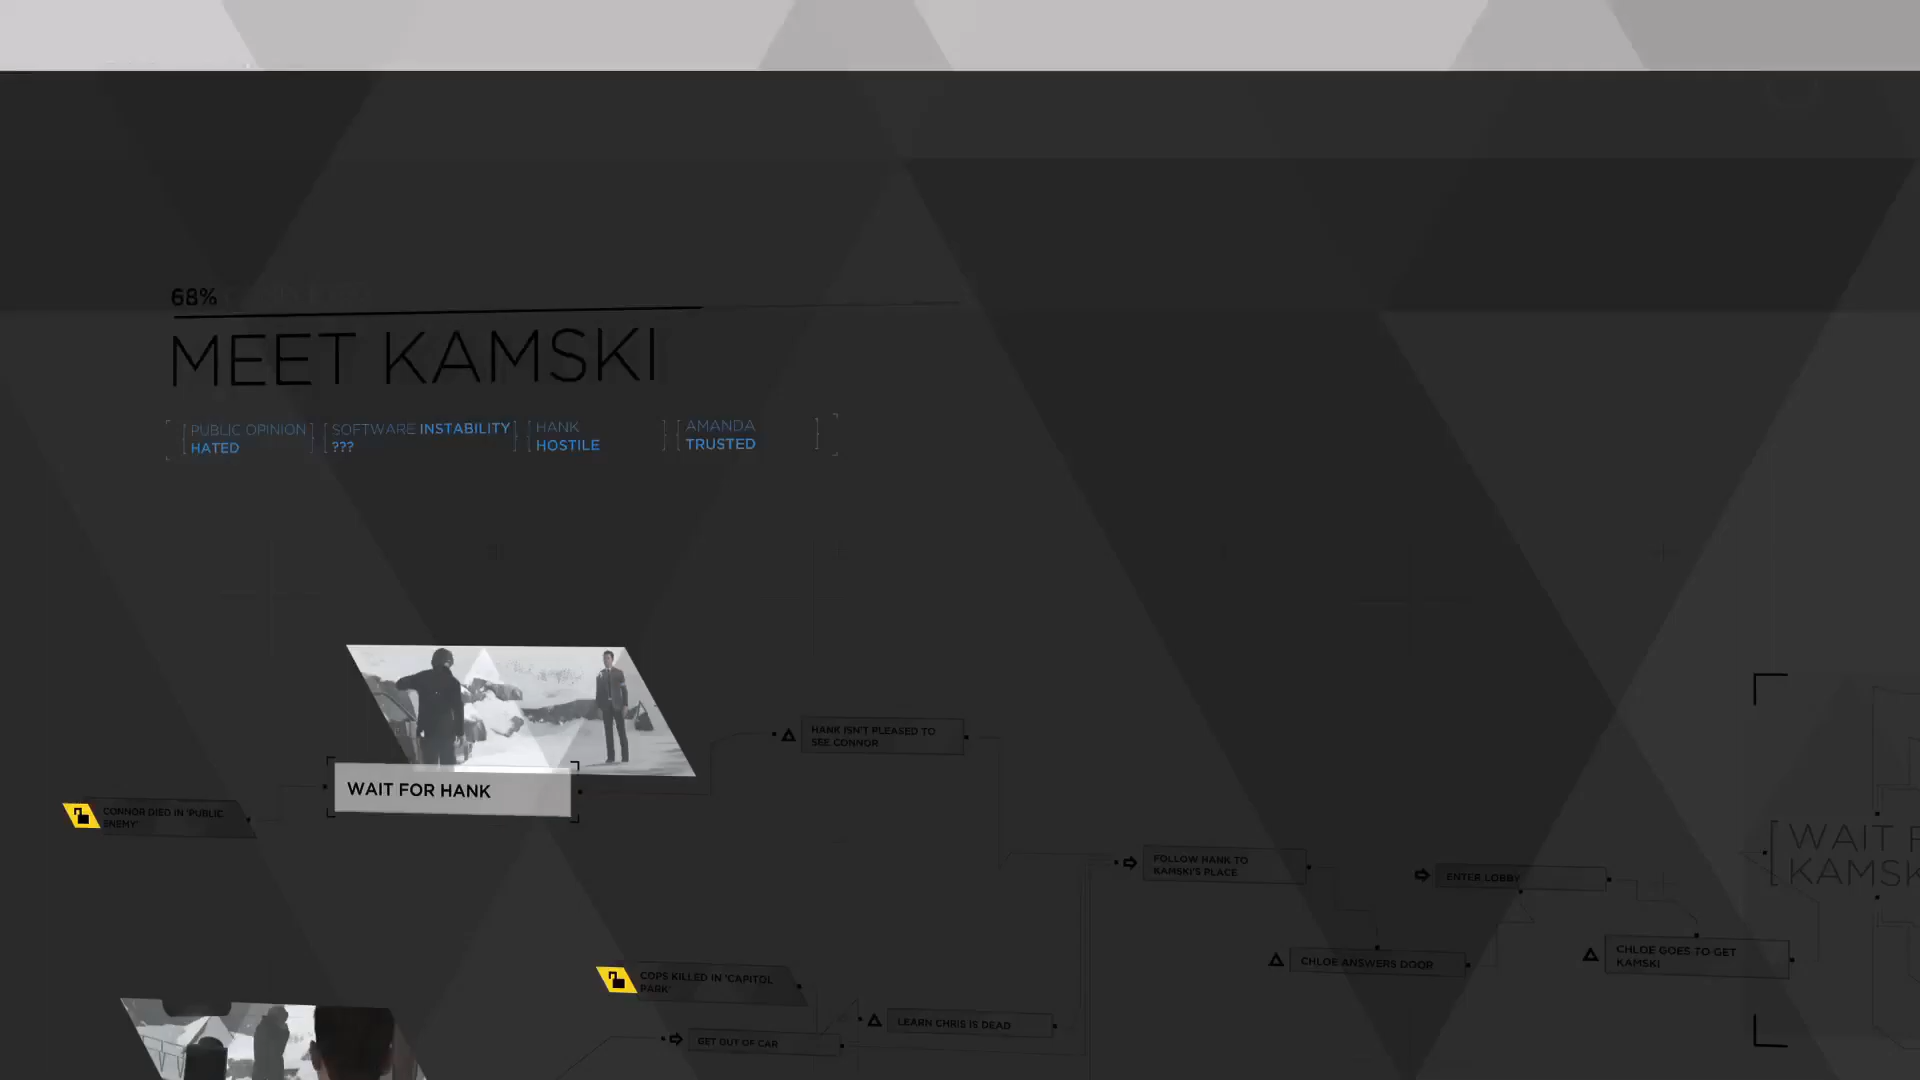 68%
MEET KAMSKI
PUBLIC OPINION
HATED
SOFTWARE INSTABILITY
???
HANK
HOSTILE
AMANDA
TRUSTED
HANK ISN'T PLEASED TO
SEE CONNOR
WAIT FOR HANK
CONNOR DIED IN 'PUBLIC
ENEMY'
FOLLOW HANK TO
KAMSKI'S PLACE
ENTER LOBBY
WAIT F
KAMSK
CHLOE ANSWERS DOOR
CHLOE GOES TO GET
KAMSKI
COPS KILLED IN 'CAPITOL
PARK'
LEARN CHRIS IS DEAD
GET OUT OF CAR